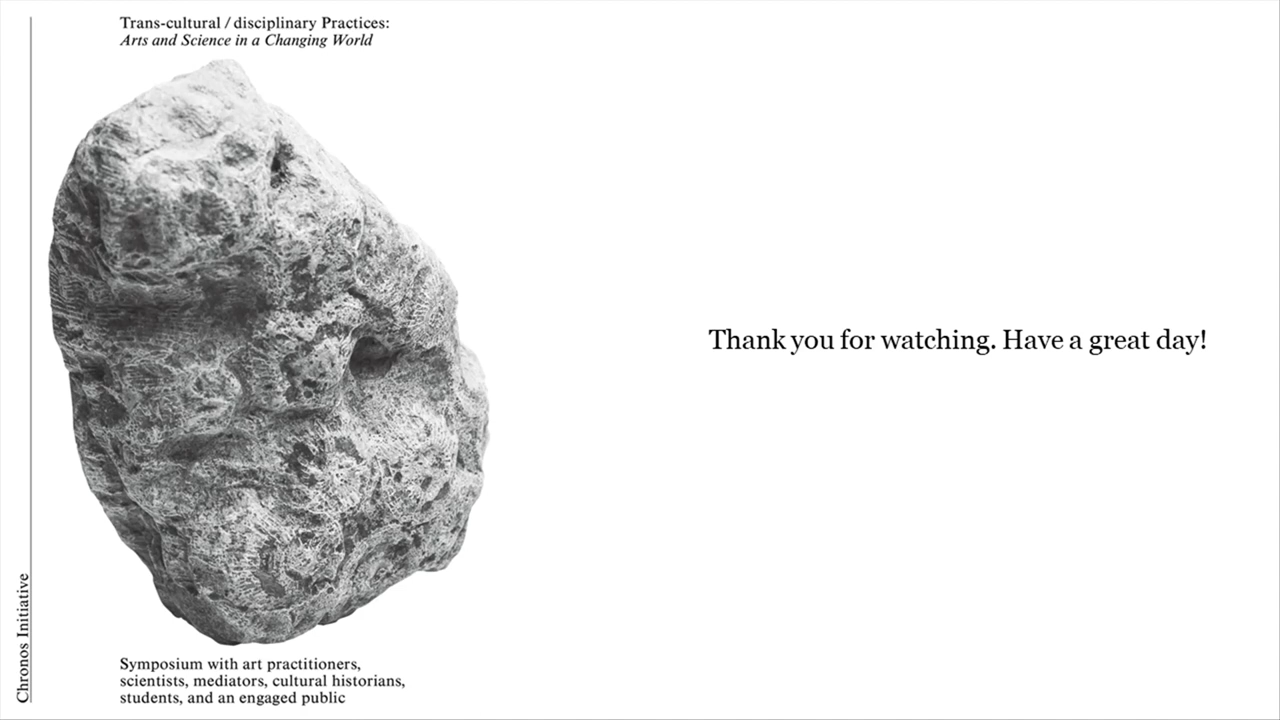 Trans-cultural / disciplinary Practices:
Arts and Science in a Changing World
Thank you for watching. Have a great day!
Chronos Initiative
Symposium with art practitioners,
scientists, mediators, cultural historians,
students, and an engaged public